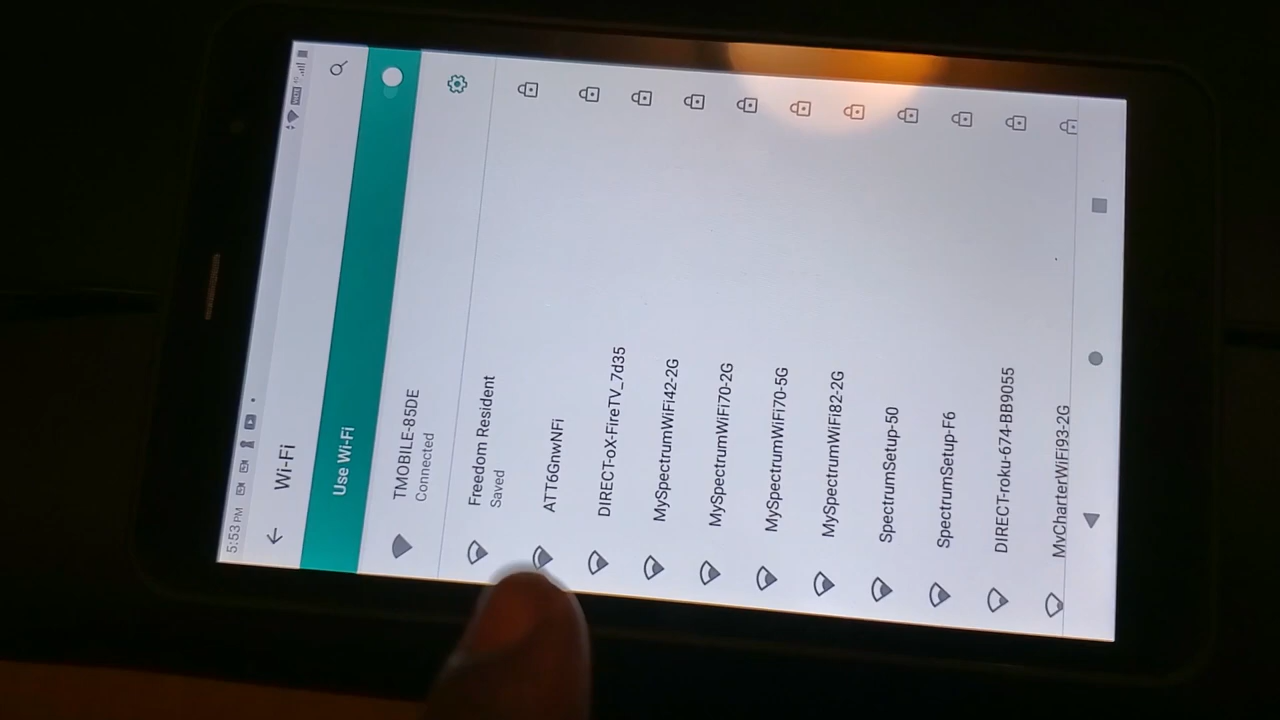 5:53 PM
Wi-Fi
Use Wi-Fi
TMOBILE-85DE
Connected
Freedom Resident
Saved
ATT6GnwNFi
DIRECT-oX-FireTV_7d35
MySpectrumWiFi42-2G
MySpectrumWiFi70-2G
MySpectrumWiFi70-5G
MySpectrumWiFi82-2G
SpectrumSetup-50
SpectrumSetup-F6
DIRECT-roku-674-BB9055
MyCharterWiFi93-2G